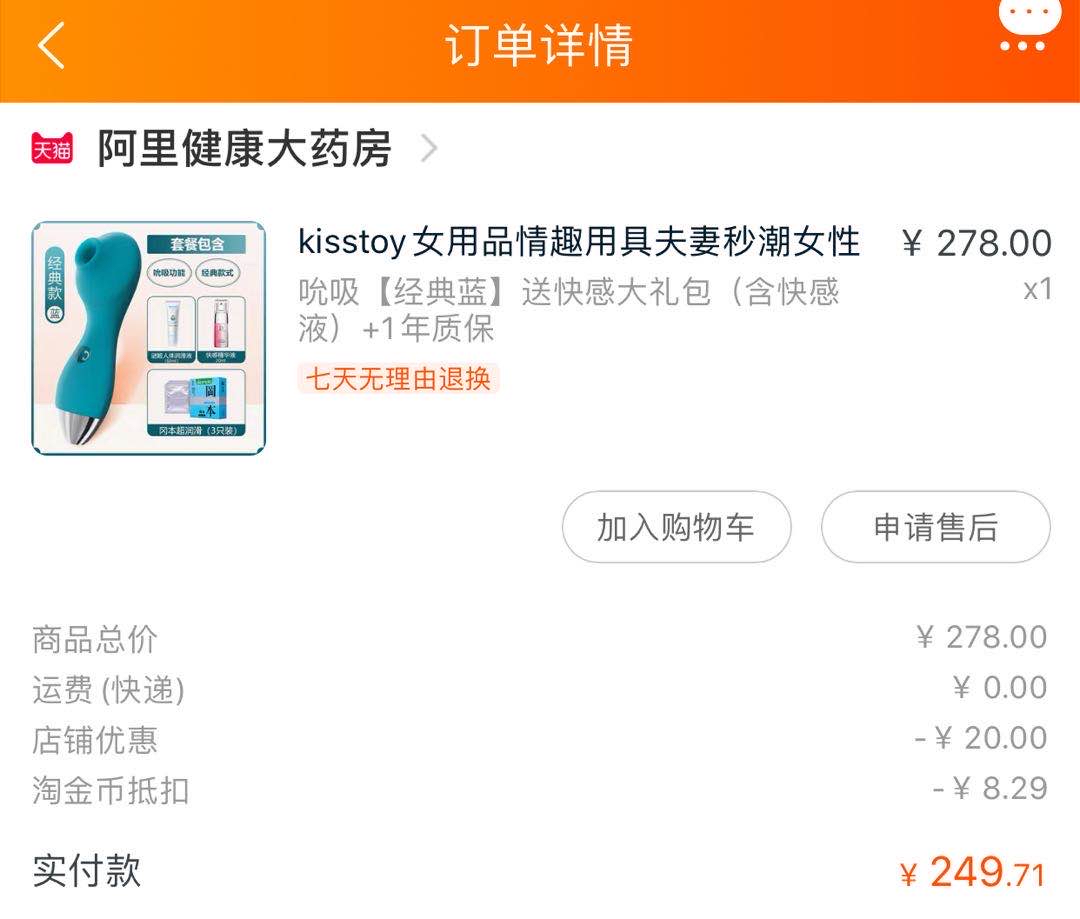 订单详情
天猫 阿里健康大药房
经典款
蓝
套餐包含
吮吸功能 经典款式
冈本超润滑（3只装）
kisstoy女用品情趣用具夫妻秒潮女性 ¥ 278.00
吮吸【经典蓝】送快感大礼包（含快感 x1
液）+1年质保
七天无理由退换
加入购物车 申请售后
商品总价 ¥ 278.00
运费(快递) ¥ 0.00
店铺优惠 -¥ 20.00
淘金币抵扣 -¥ 8.29
实付款 ¥ 249.71